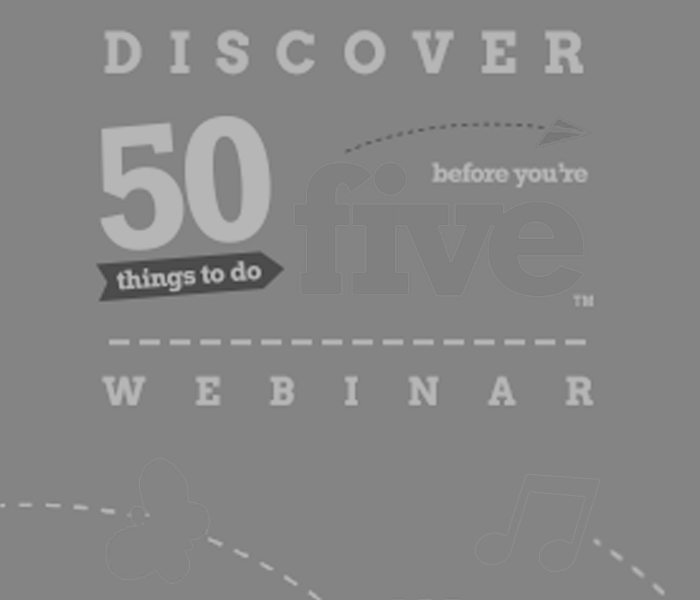 DISCOVER
50
before you're
five
things to do
TM
WEBINAR